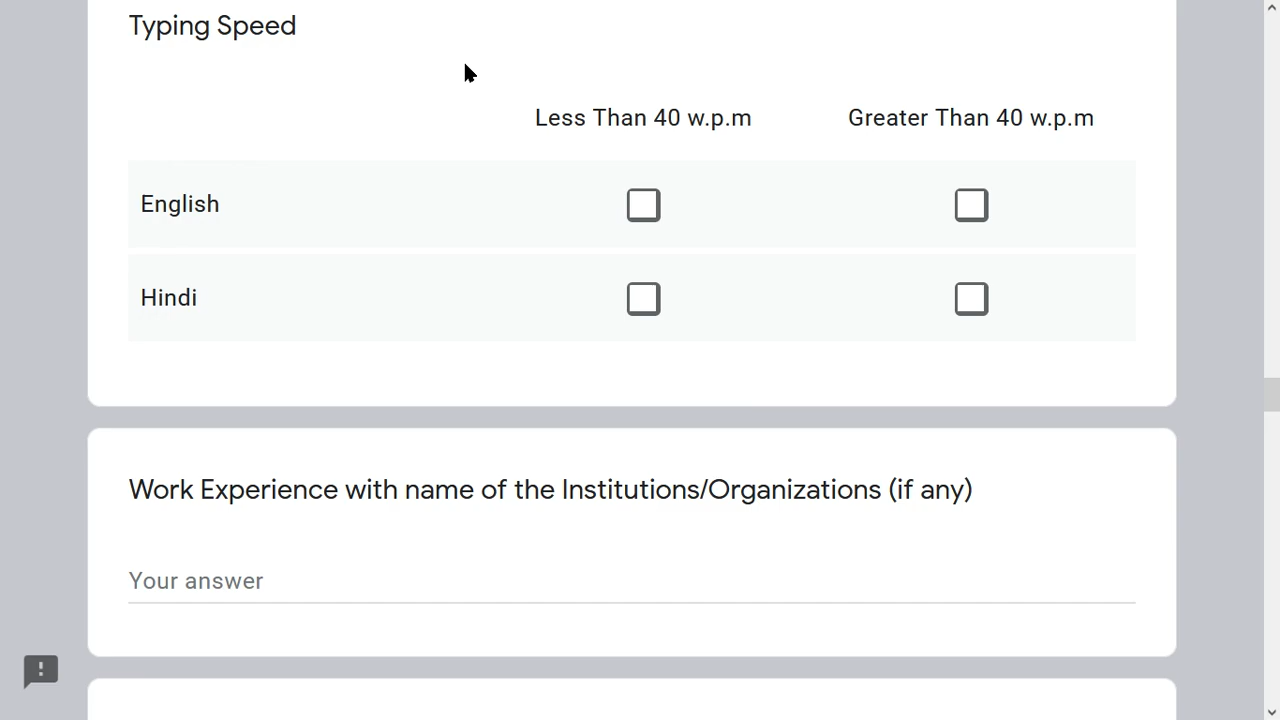 Typing Speed
Less Than 40 w.p.m Greater Than 40 w.p.m
English
Hindi
Work Experience with name of the Institutions/Organizations (if any)
Your answer